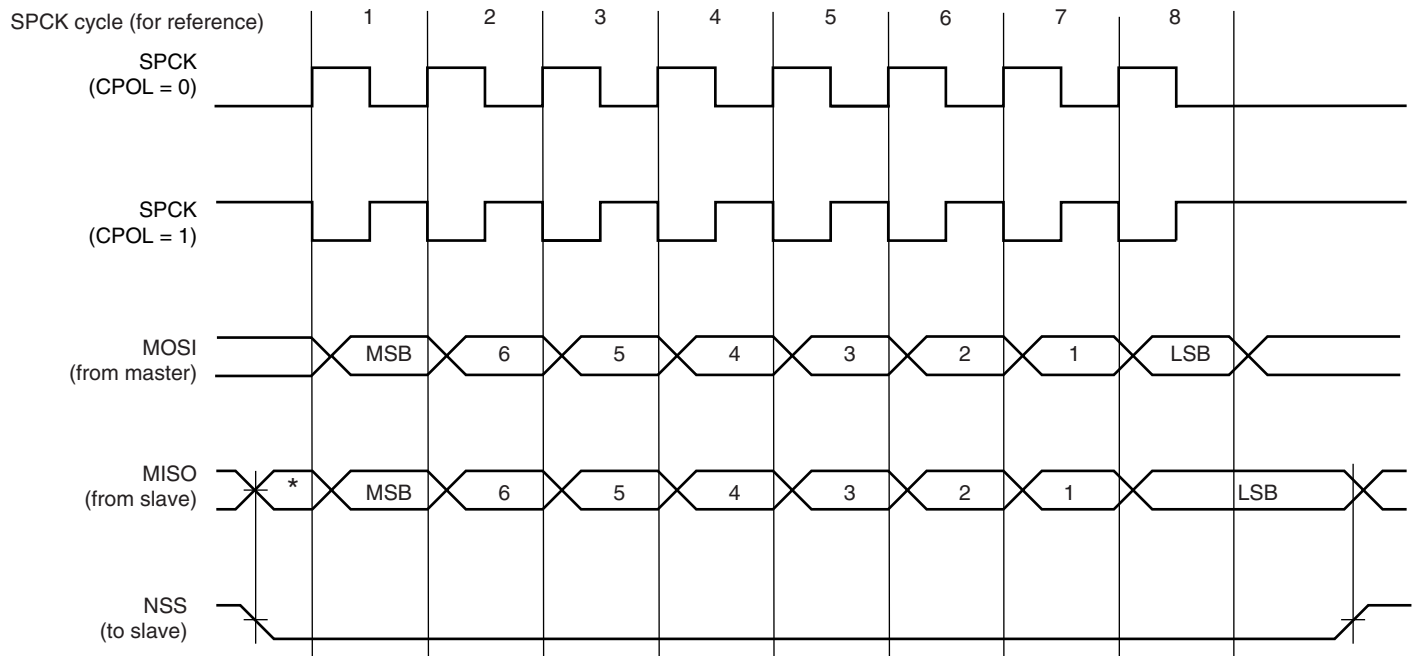 SPCK cycle (for reference) 1 2 3 4 5 6 7 8
SPCK
(CPOL = 0)
SPCK
(CPOL = 1)
MOSI
(from master)
MSB 6 5 4 3 2 1 LSB
MISO
(from slave)
* MSB 6 5 4 3 2 1 LSB
NSS
(to slave)